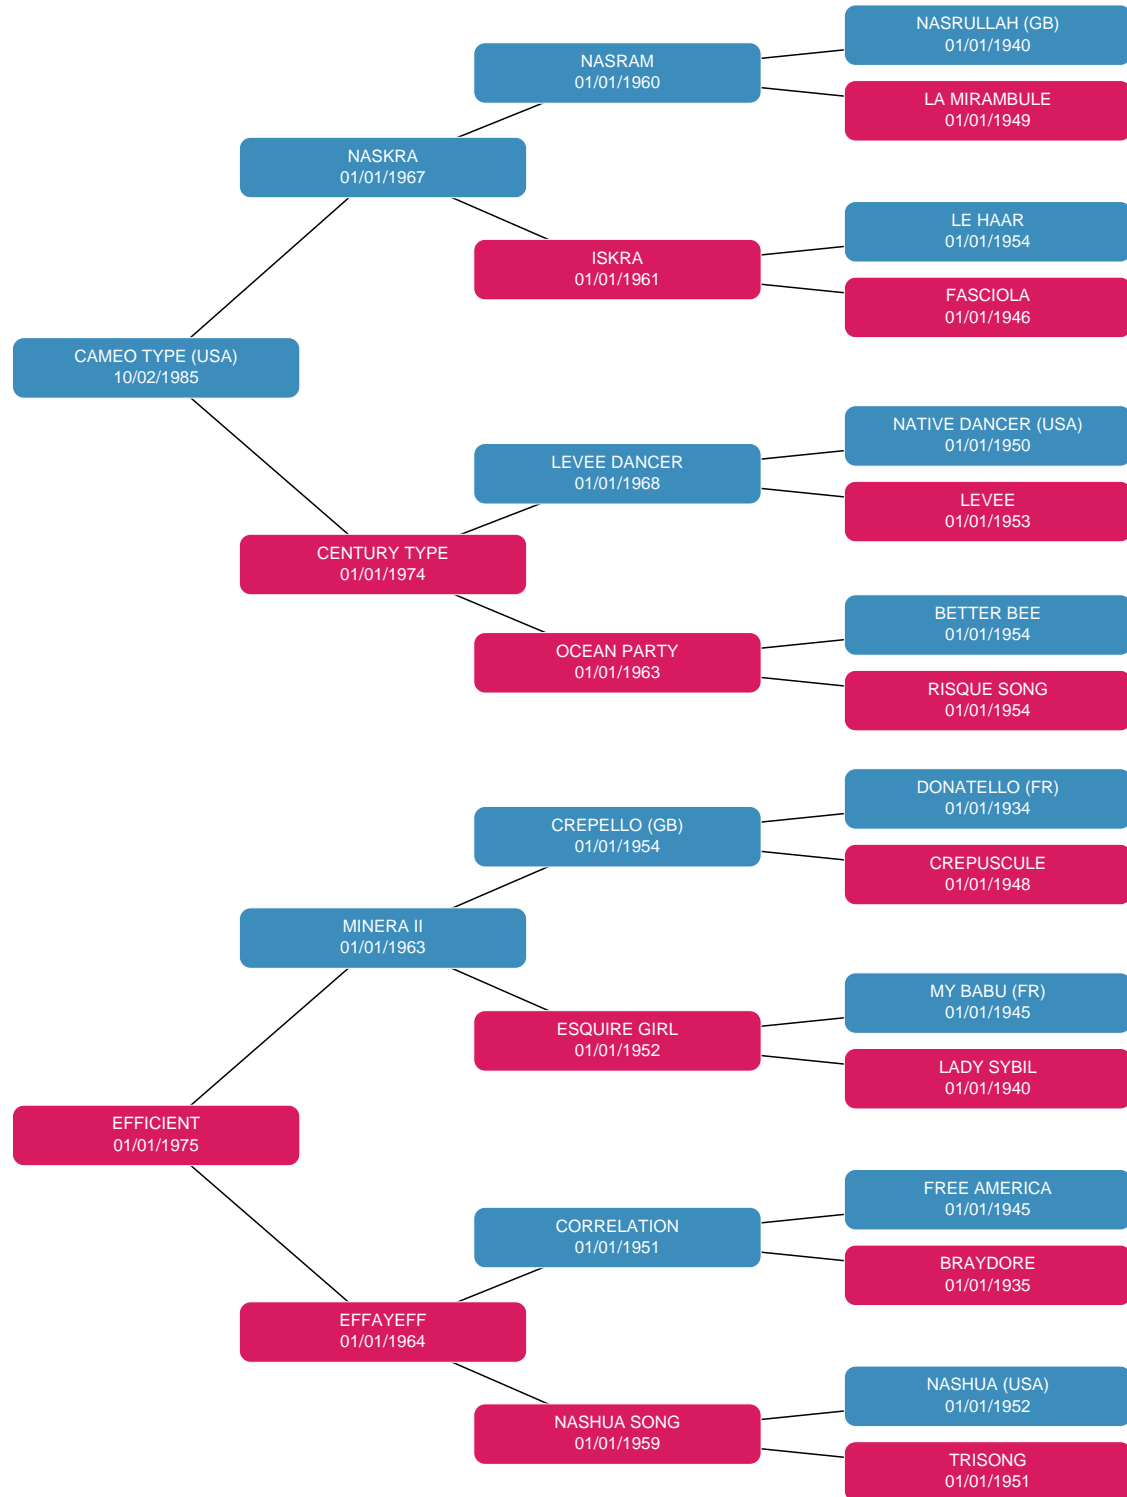 NASRULLAH (GB)
01/01/1940
NASRAM
01/01/1960
LA MIRAMBULE
01/01/1949
NASKRA
01/01/1967
LE HAAR
01/01/1954
ISKRA
01/01/1961
FASCIOLA
01/01/1946
CAMEO TYPE (USA)
10/02/1985
NATIVE DANCER (USA)
01/01/1950
LEVEE DANCER
01/01/1968
LEVEE
01/01/1953
CENTURY TYPE
01/01/1974
BETTER BEE
01/01/1954
OCEAN PARTY
01/01/1963
RISQUE SONG
01/01/1954
DONATELLO (FR)
01/01/1934
CREPELLO (GB)
01/01/1954
CREPUSCULE
01/01/1948
MINERA II
01/01/1963
MY BABU (FR)
01/01/1945
ESQUIRE GIRL
01/01/1952
LADY SYBIL
01/01/1940
EFFICIENT
01/01/1975
FREE AMERICA
01/01/1945
CORRELATION
01/01/1951
BRAYDORE
01/01/1935
EFFAYEFF
01/01/1964
NASHUA (USA)
01/01/1952
NASHUA SONG
01/01/1959
TRISONG
01/01/1951